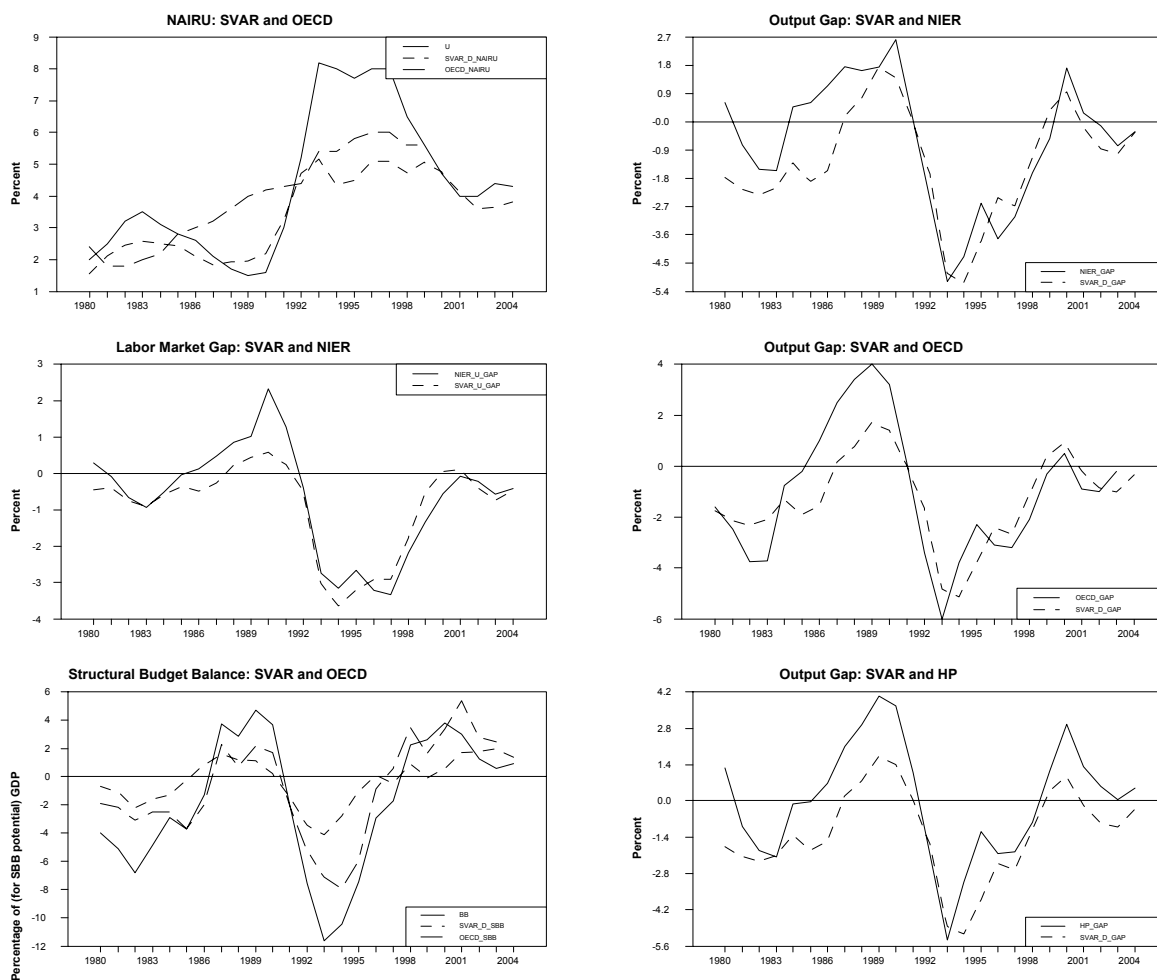 NAIRU: SVAR and OECD
Percent
9
8
7
6
5
4
3
2
1
U
SVAR_D_NAIRU
OECD_NAIRU
1980 1986 1992 1998 2004
1983 1989 1995 2001
Output Gap: SVAR and NIER
Percent
2.7
1.8
0.9
-0.0
-0.9
-1.8
-2.7
-3.6
-4.5
-5.4
NIER_GAP
SVAR_D_GAP
1980 1983 1986 1989 1992 1995 1998 2001 2004
Labor Market Gap: SVAR and NIER
Percent
3
2
1
0
-1
-2
-3
-4
NIER_U_GAP
SVAR_U_GAP
1980 1983 1986 1989 1992 1995 1998 2001 2004
Output Gap: SVAR and OECD
Percent
4
2
0
-2
-4
-6
OECD_GAP
SVAR_D_GAP
1980 1983 1986 1989 1992 1995 1998 2001 2004
Structural Budget Balance: SVAR and OECD
Percentage of (for SBB potential) GDP
6
4
2
0
-2
-4
-6
-8
-10
-12
BB
SVAR_D_SBB
OECD_SBB
1980 1983 1986 1989 1992 1995 1998 2001 2004
Output Gap: SVAR and HP
Percent
4.2
2.8
1.4
0.0
-1.4
-2.8
-4.2
-5.6
HP_GAP
SVAR_D_GAP
1980 1983 1986 1989 1992 1995 1998 2001 2004